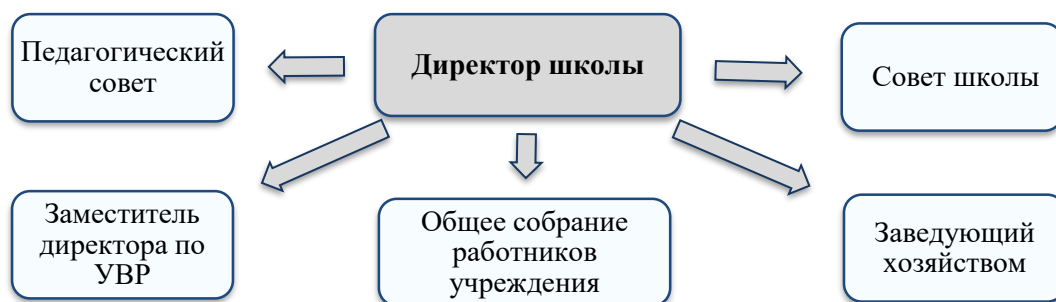 Педагогический
совет
Директор школы
Совет школы
Заместитель
директора по
УВР
Общее собрание
работников
учреждения
Заведующий
хозяйством